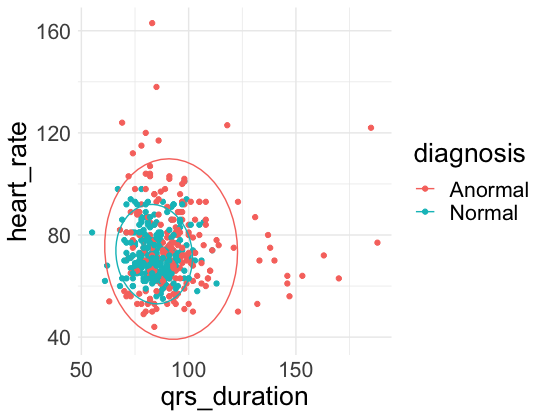 heart_rate
160
120
80
40
50
100
150
qrs_duration
diagnosis
Anormal
Normal